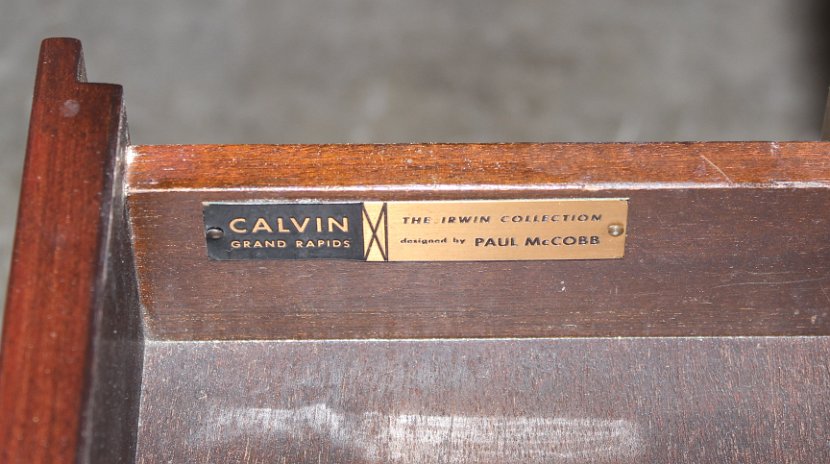 CALVIN
GRAND RAPIDS
THE IRWIN COLLECTION
designed by PAUL McCOBB